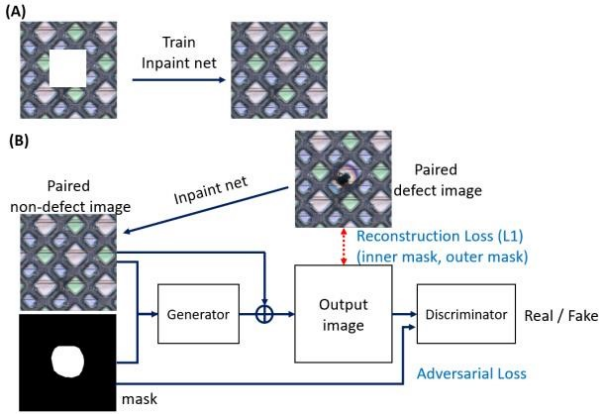 (A)
Train
Inpaint net
(B)
Paired
non-defect image
Inpaint net
Paired
defect image
Reconstruction Loss (L1)
(inner mask, outer mask)
Generator
Output
image
Discriminator
Real / Fake
Adversarial Loss
mask